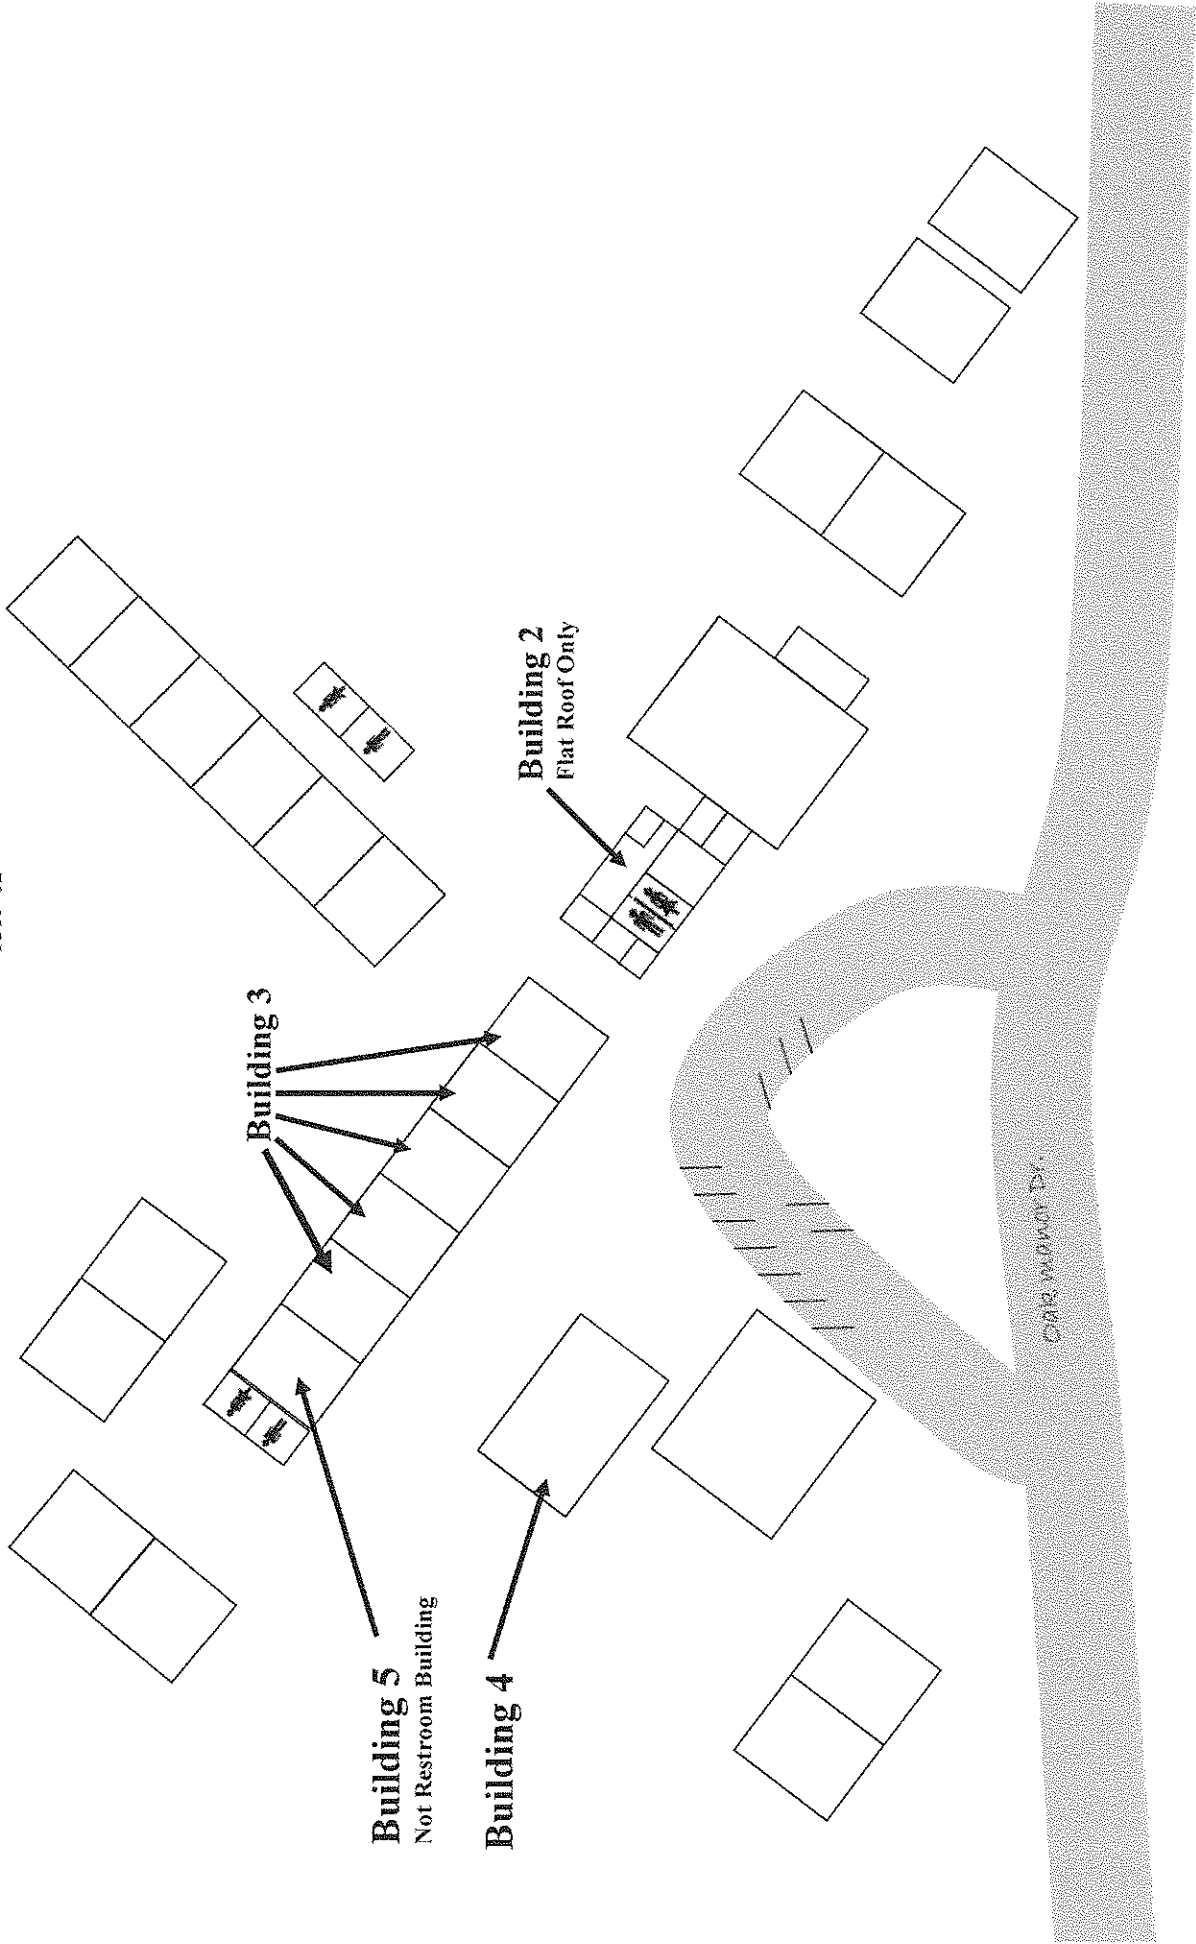 Building 3
Building 2
Flat Roof Only
Building 5
Not Restroom Building
Building 4
Oak manor Dr.